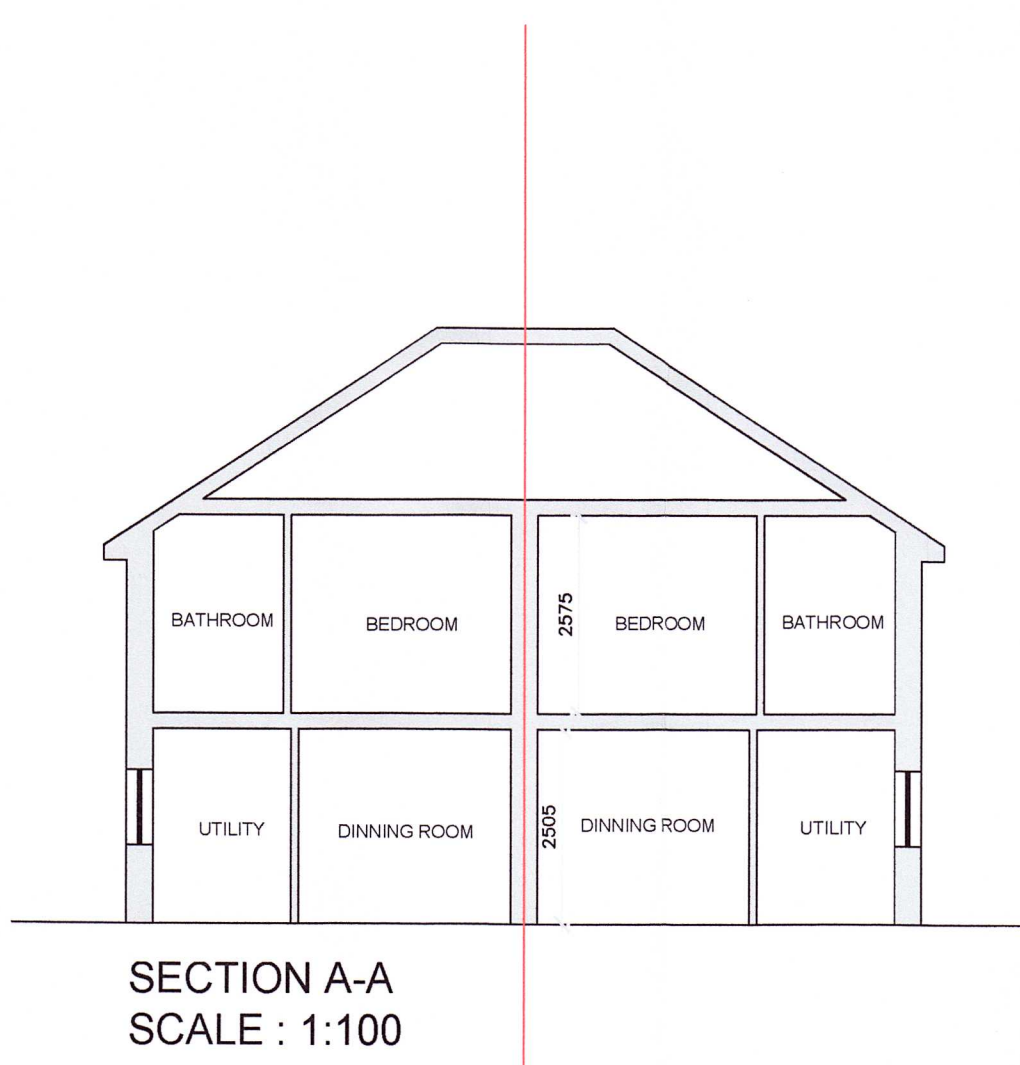 BATHROOM
BEDROOM
2575
BEDROOM
BATHROOM
UTILITY
DINNING ROOM
2505
DINNING ROOM
UTILITY
SECTION A-A
SCALE : 1:100